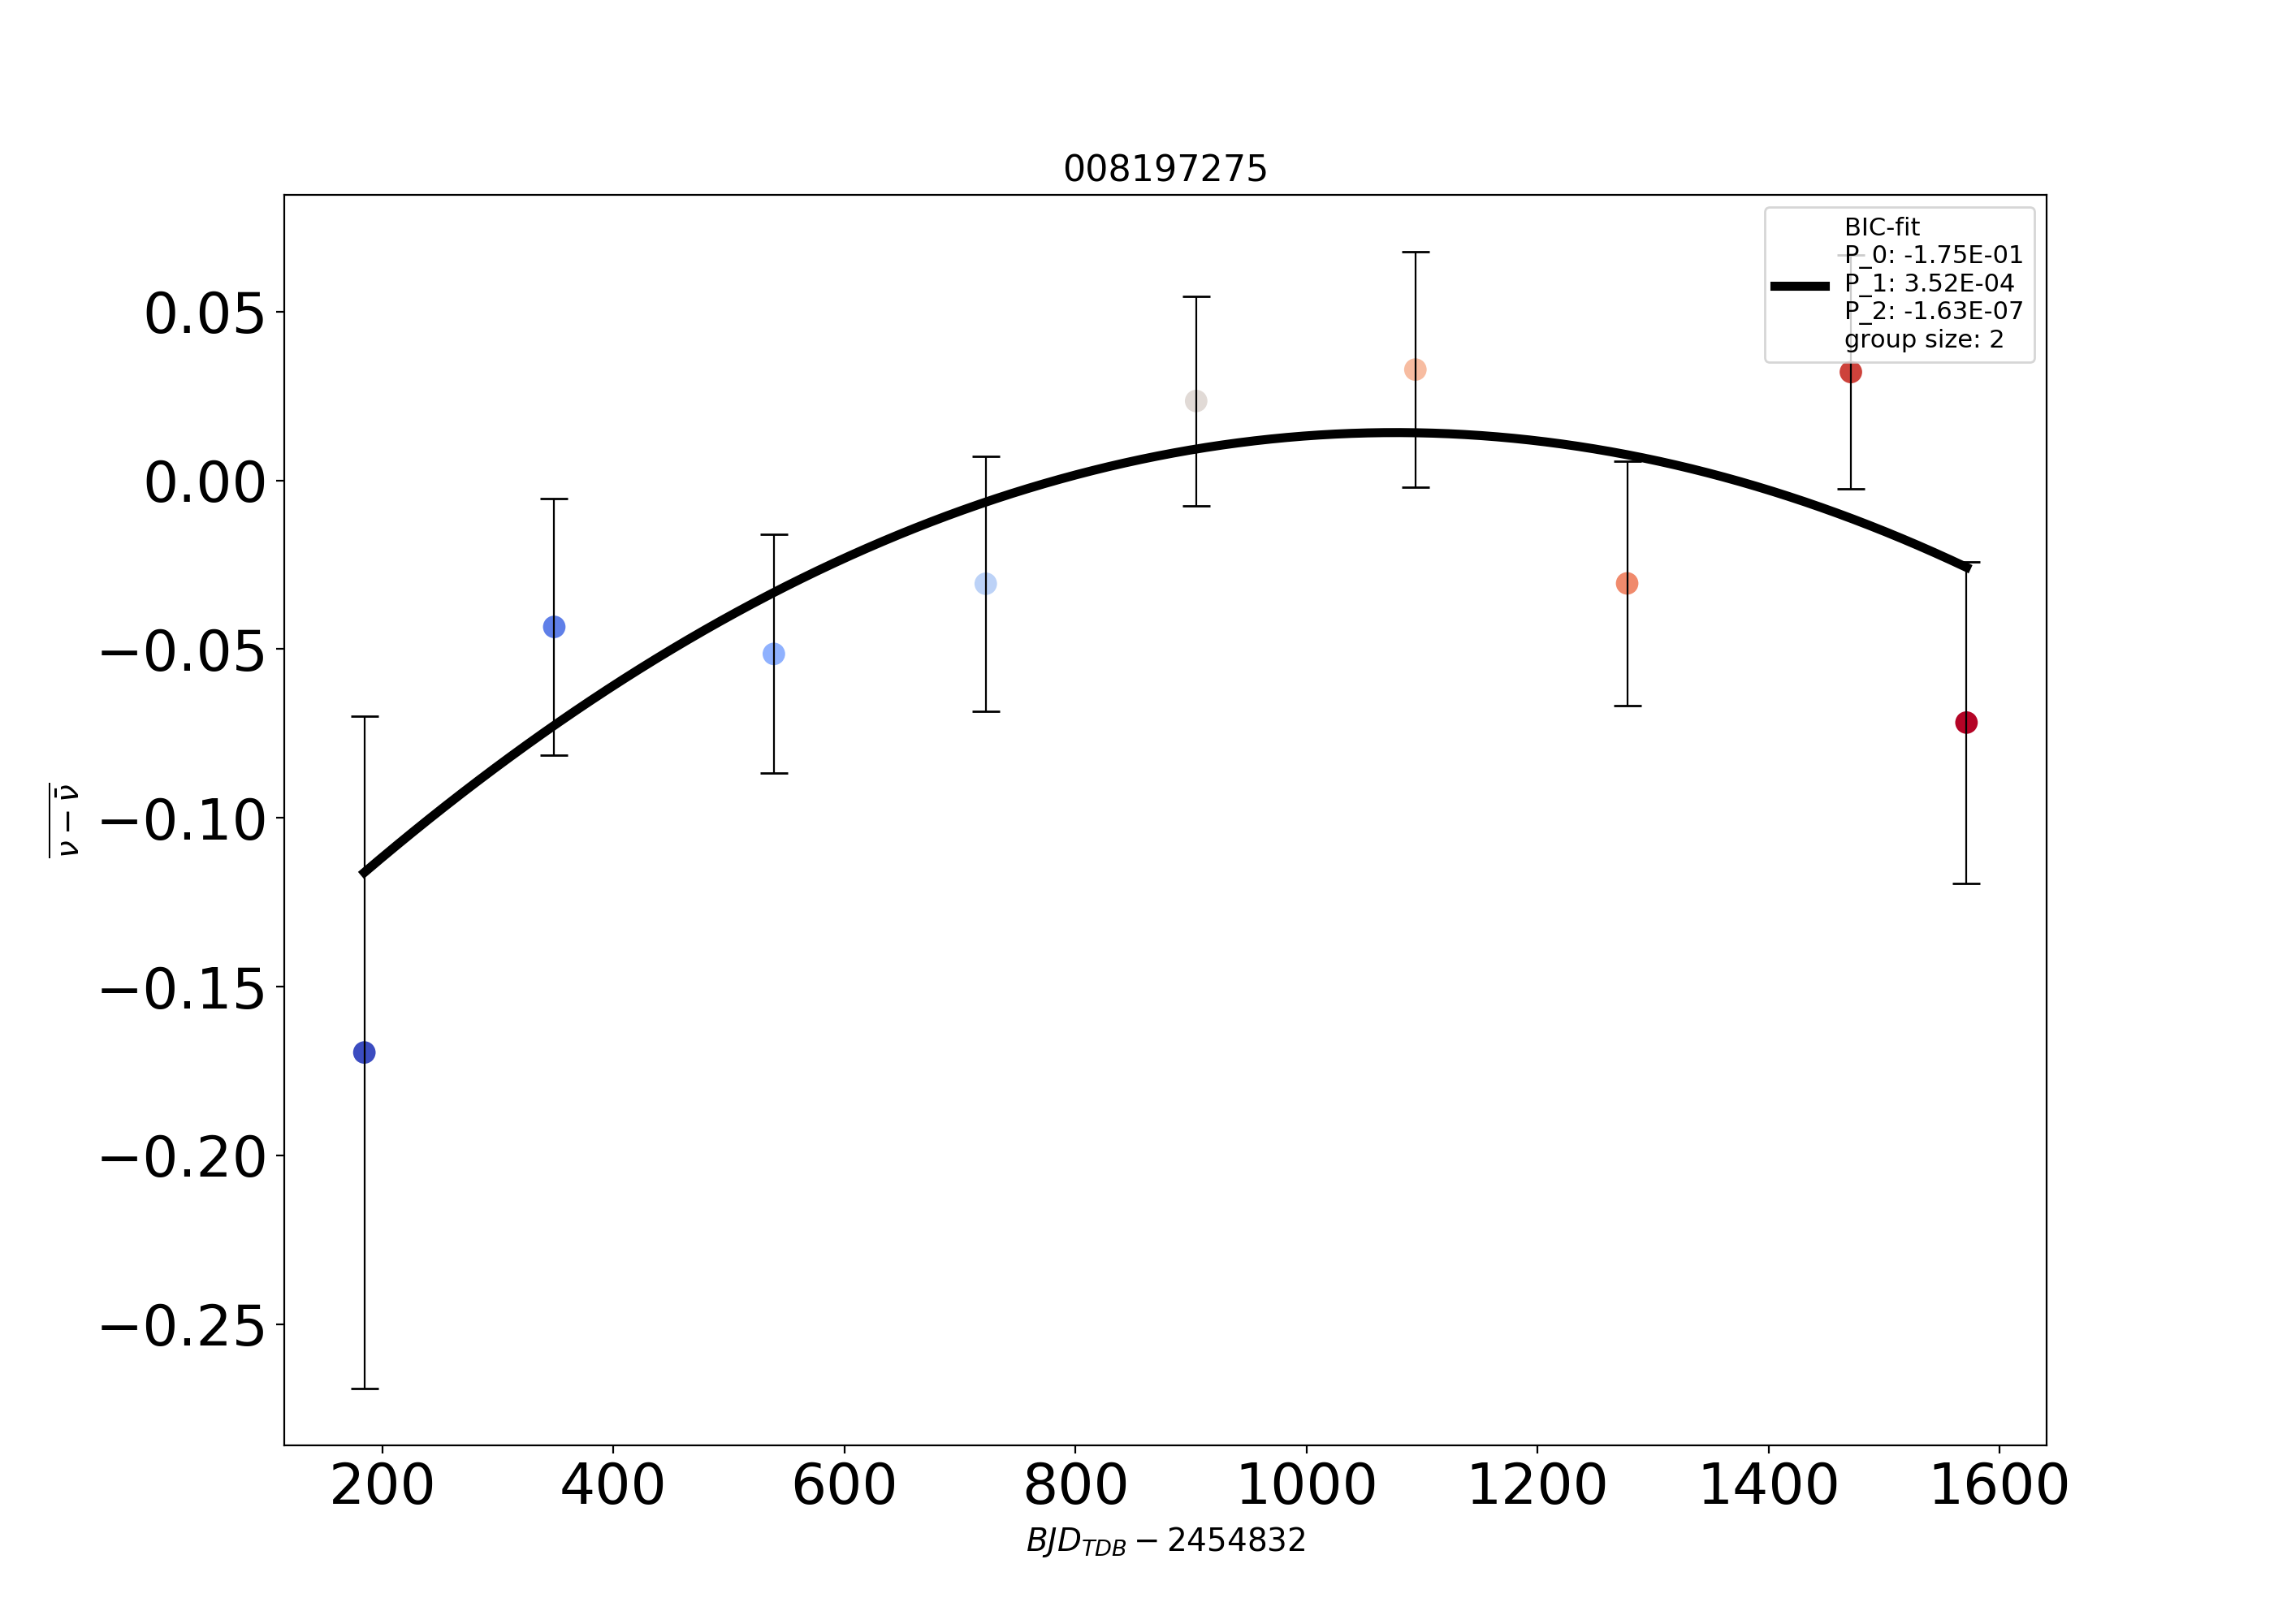 008197275
BIC-fit
P_0: -1.75E-01
P_1: 3.52E-04
P_2: -1.63E-07
group size: 2
0.05
0.00
−0.05
−0.10
−0.15
−0.20
−0.25
ν − ν̄
200 400 600 800 1000 1200 1400 1600
BJD_TDB − 2454832